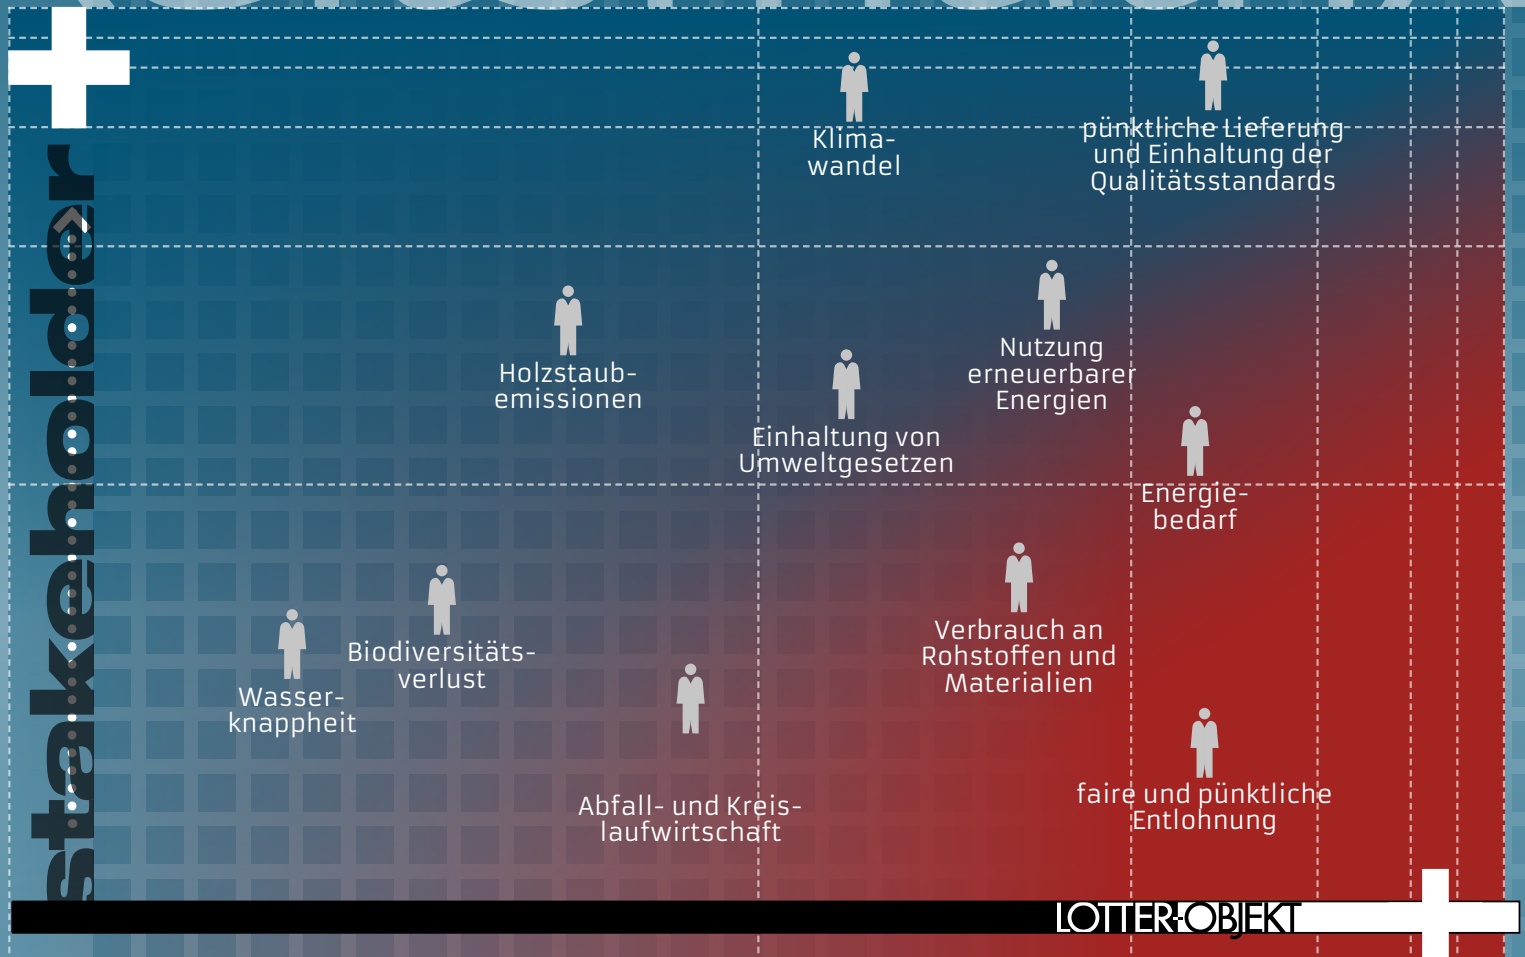 stakeholder
Klima-
wandel
pünktliche Lieferung
und Einhaltung der
Qualitätsstandards
Holzstaub-
emissionen
Nutzung
erneuerbarer
Energien
Einhaltung von
Umweltgesetzen
Energie-
bedarf
Verbrauch an
Rohstoffen und
Materialien
Biodiversitäts-
verlust
Wasser-
knappheit
Abfall- und Kreis-
laufwirtschaft
faire und pünktliche
Entlohnung
LOTTER-OBJEKT